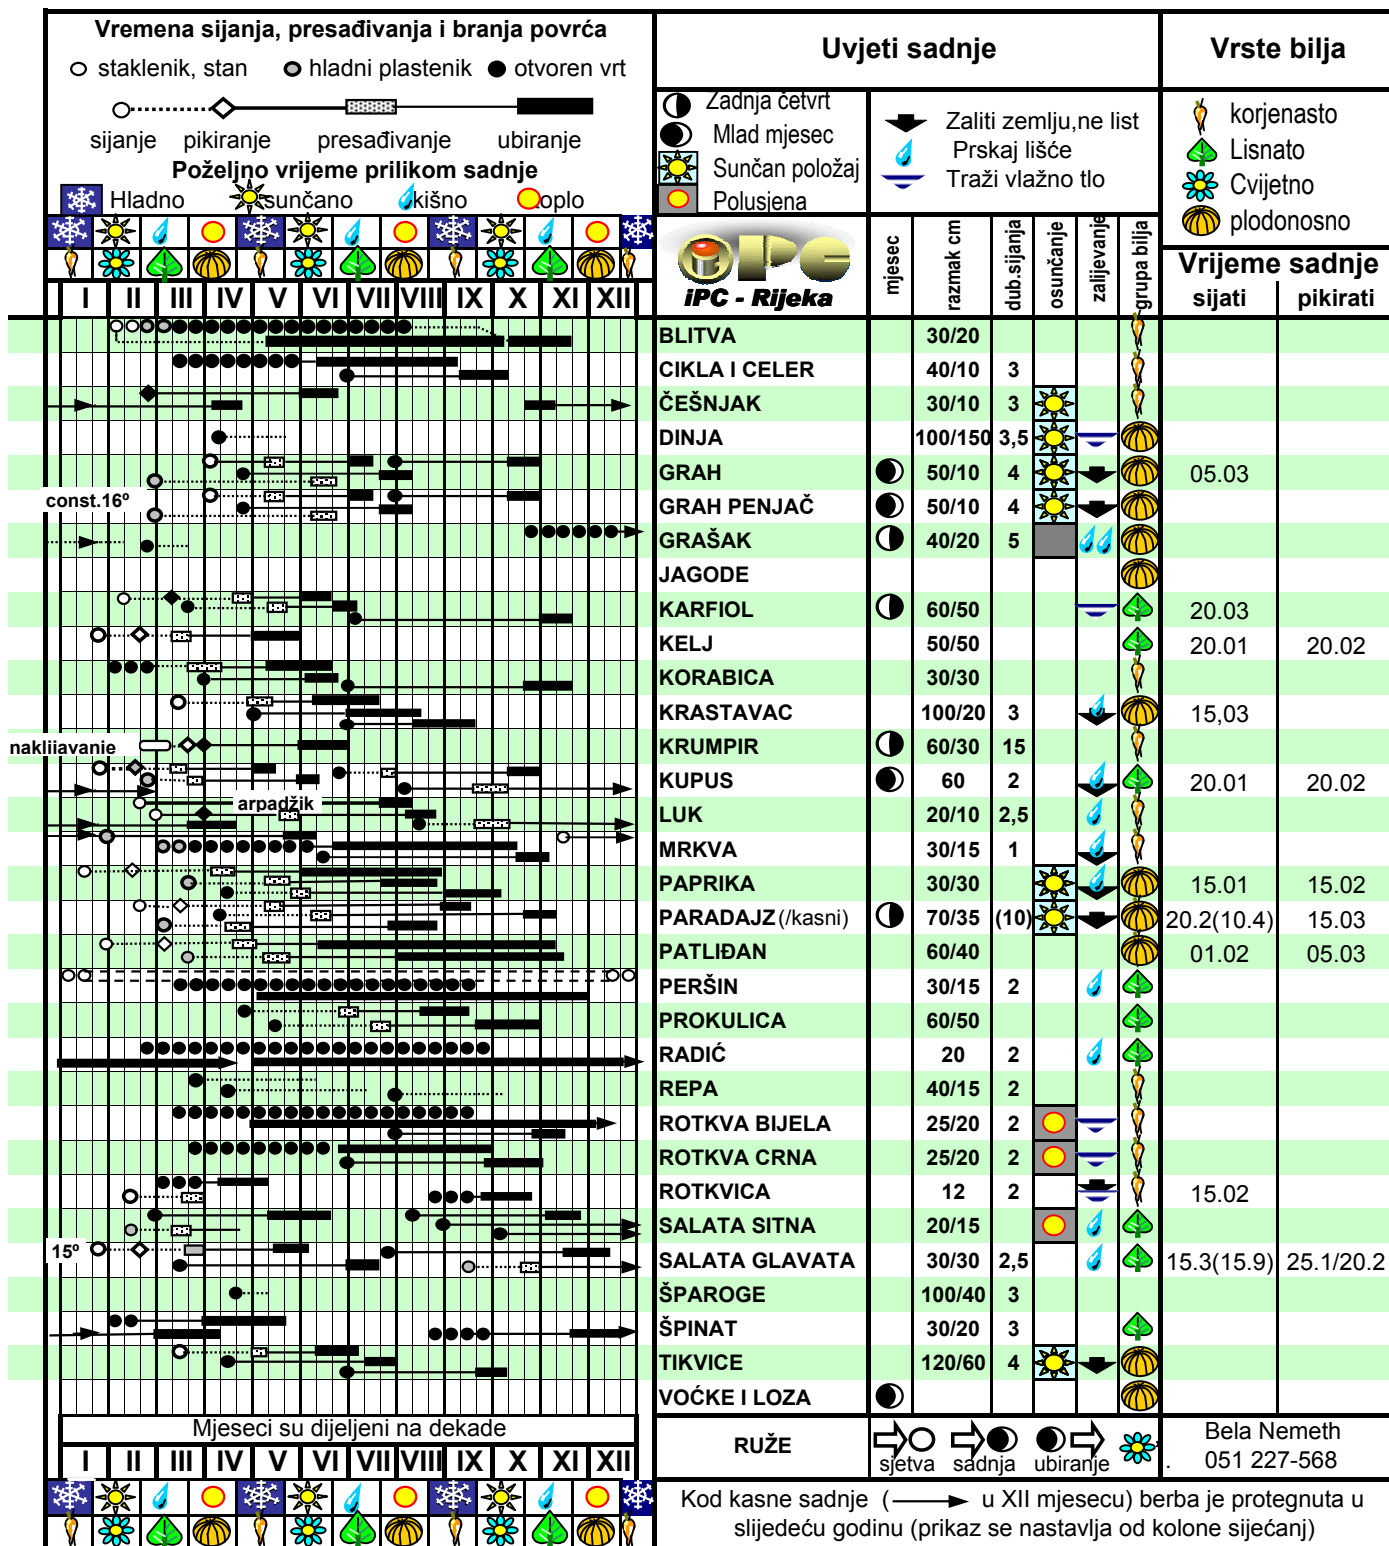 Vremena sijanja, presađivanja i branja povrća
staklenik, stan hladni plastenik otvoren vrt
sijanje pikiranje presađivanje ubiranje
Poželjno vrijeme prilikom sadnje
Hladno sunčano kišno oplo
I II III IV V VI VII VIII IX X XI XII
Uvjeti sadnje
Zadnja četvrt
Mlad mjesec
Sunčan položaj
Polusjena
Zaliti zemlju,ne list
Prskaj lišće
Traži vlažno tlo
Vrste bilja
korjenasto
Lisnato
Cvijetno
plodonosno
iPC
iPC - Rijeka
mjesec
razmak cm
dub.sijanja
osunčanje
zalijevanje
grupa bilja
Vrijeme sadnje
sijati pikirati
BLITVA 30/20
CIKLA I CELER 40/10 3
ČEŠNJAK 30/10 3
DINJA 100/150 3,5
GRAH 50/10 4 05.03
const.16º
GRAH PENJAČ 50/10 4
GRAŠAK 40/20 5
JAGODE
KARFIOL 60/50 20.03
KELJ 50/50 20.01 20.02
KORABICA 30/30
KRASTAVAC 100/20 3 15,03
naklijavanje
KRUMPIR 60/30 15
KUPUS 60 2 20.01 20.02
arpadžik
LUK 20/10 2,5
MRKVA 30/15 1
PAPRIKA 30/30 15.01 15.02
PARADAJZ (/kasni) 70/35 (10) 20.2(10.4) 15.03
PATLIĐAN 60/40 01.02 05.03
PERŠIN 30/15 2
PROKULICA 60/50
RADIĆ 20 2
REPA 40/15 2
ROTKVA BIJELA 25/20 2
ROTKVA CRNA 25/20 2
ROTKVICA 12 2 15.02
SALATA SITNA 20/15
15º
SALATA GLAVATA 30/30 2,5 15.3(15.9) 25.1/20.2
ŠPAROGE 100/40 3
ŠPINAT 30/20 3
TIKVICE 120/60 4
VOĆKE I LOZA
Mjeseci su dijeljeni na dekade
I II III IV V VI VII VIII IX X XI XII
RUŽE
sjetva sadnja ubiranje
Bela Nemeth
. 051 227-568
Kod kasne sadnje ( u XII mjesecu) berba je protegnuta u
slijedeću godinu (prikaz se nastavlja od kolone sijećanj)